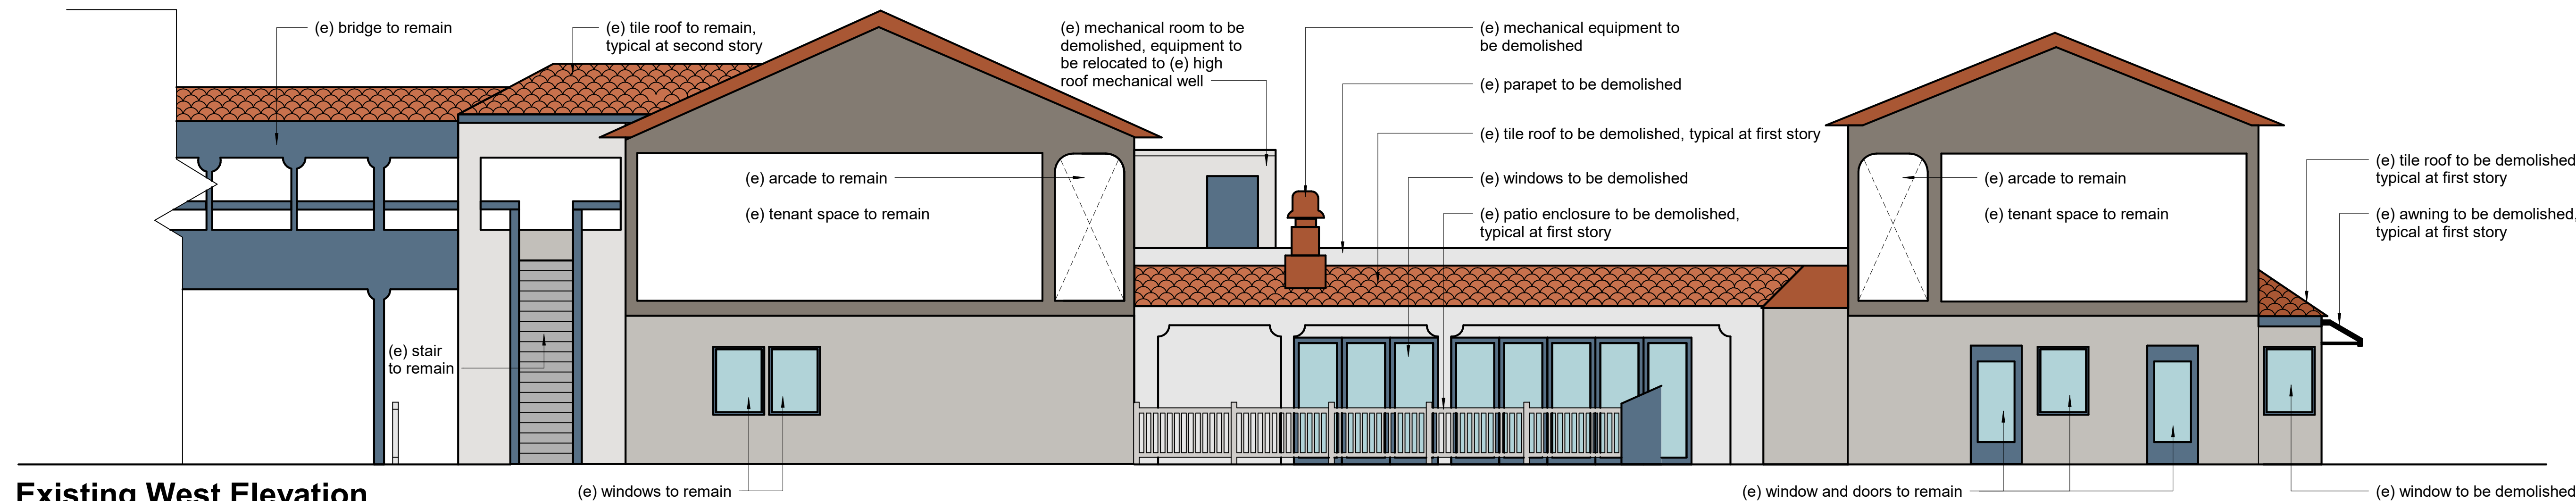 (e) bridge to remain
(e) tile roof to remain,
typical at second story
(e) mechanical room to be
demolished, equipment to
be relocated to (e) high
roof mechanical well
(e) mechanical equipment to
be demolished
(e) parapet to be demolished
(e) tile roof to be demolished, typical at first story
(e) windows to be demolished
(e) patio enclosure to be demolished,
typical at first story
(e) arcade to remain
(e) tenant space to remain
(e) arcade to remain
(e) tenant space to remain
(e) tile roof to be demolished
typical at first story
(e) awning to be demolished,
typical at first story
(e) stair
to remain
(e) windows to remain
(e) window and doors to remain
(e) window to be demolished
Existing West Elevation